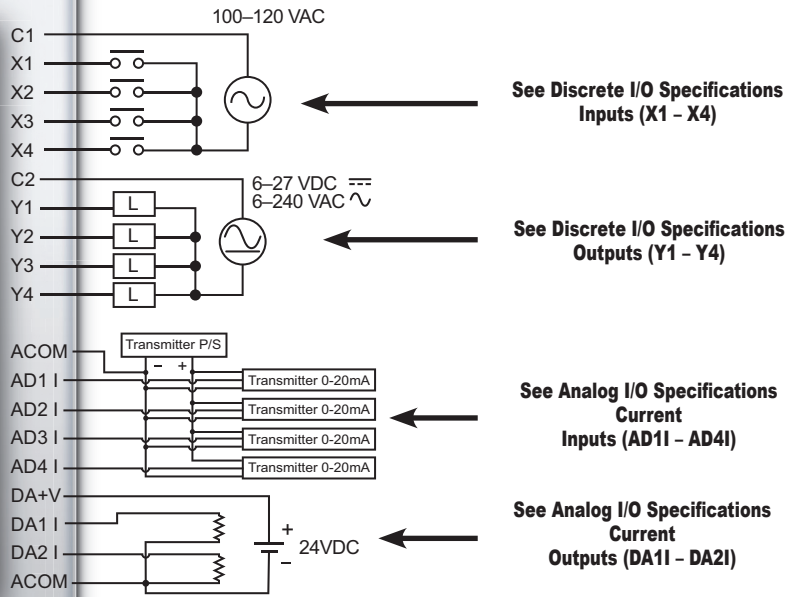 100–120 VAC
C1
X1
X2
X3
X4
See Discrete I/O Specifications
Inputs (X1 – X4)
C2
6–27 VDC
6–240 VAC
Y1 L
Y2 L
Y3 L
Y4 L
See Discrete I/O Specifications
Outputs (Y1 – Y4)
Transmitter P/S
– +
ACOM
AD1 I Transmitter 0-20mA
AD2 I Transmitter 0-20mA
AD3 I Transmitter 0-20mA
AD4 I Transmitter 0-20mA
See Analog I/O Specifications
Current
Inputs (AD1I – AD4I)
DA+V
DA1 I
DA2 I
ACOM
+
24VDC
–
See Analog I/O Specifications
Current
Outputs (DA1I – DA2I)